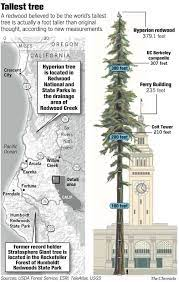 Tallest tree
A redwood believed to be the world's tallest
tree is actually a foot taller than original
thought, according to new measurements.
OREGON
CALIFORNIA
Crescent
City
Hyperion tree is
located in Redwood
National and
State Parks in
the drainage
area of
Redwood Creek
Pacific
Ocean
Arcata
Eureka
Detail
area
Fortuna
Humboldt
Redwoods
State Park
Former record holder
Stratosphere Giant tree is
located in the Rockefeller
Forest of Humboldt
Redwoods State Park
Hyperion redwood
379.1 feet
UC Berkeley
campanile
307 feet
Ferry Building
235 feet
Coit Tower
210 feet
300 feet
200 feet
100 feet
Sources: USDA Forest Service, ESRI, TeleAtlas, USGS
The Chronicle